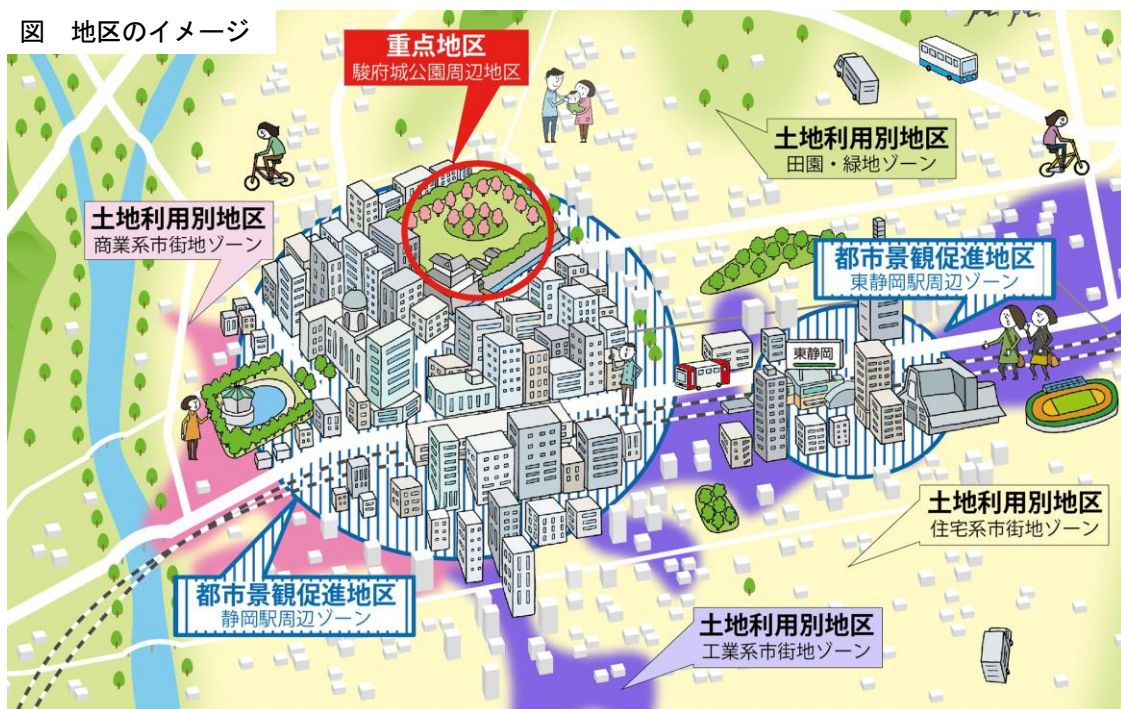 図　地区のイメージ
重点地区
駿府城公園周辺地区
土地利用別地区
田園・緑地ゾーン
土地利用別地区
商業系市街地ゾーン
都市景観促進地区
東静岡駅周辺ゾーン
東静岡
土地利用別地区
住宅系市街地ゾーン
都市景観促進地区
静岡駅周辺ゾーン
土地利用別地区
工業系市街地ゾーン